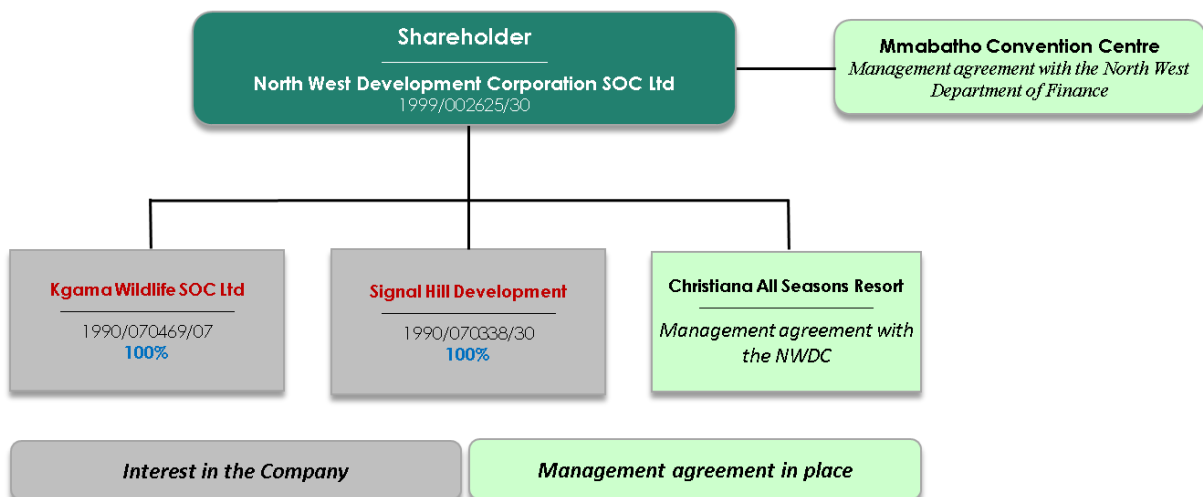 Shareholder
North West Development Corporation SOC Ltd
1999/002625/30
Mmabatho Convention Centre
Management agreement with the North West
Department of Finance
Kgama Wildlife SOC Ltd
1990/070469/07
100%
Signal Hill Development
1990/070338/30
100%
Christiana All Seasons Resort
Management agreement with
the NWDC
Interest in the Company
Management agreement in place